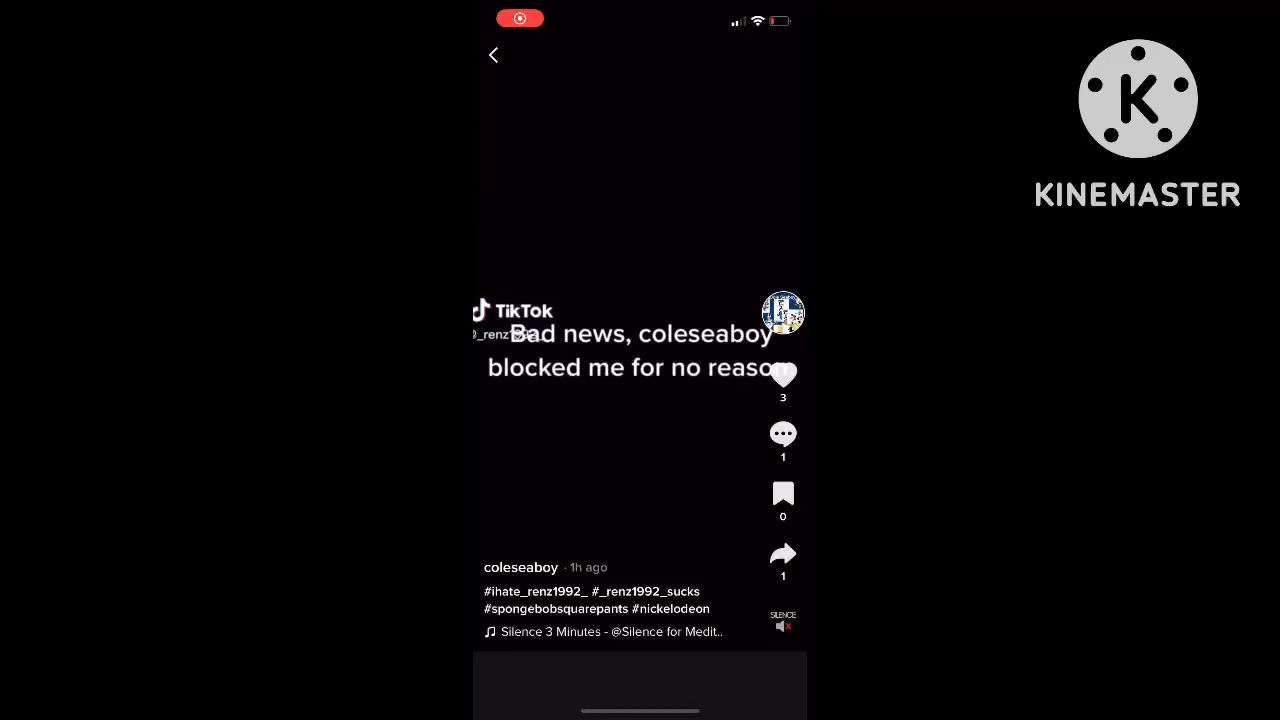 K
KINEMASTER
TikTok
Bad news, coleseaboy
blocked me for no reason
3
1
0
1
coleseaboy · 1h ago
#ihate_renz1992_ #_renz1992_sucks
#spongebobsquarepants #nickelodeon
Silence 3 Minutes - @Silence for Medit..
SILENCE